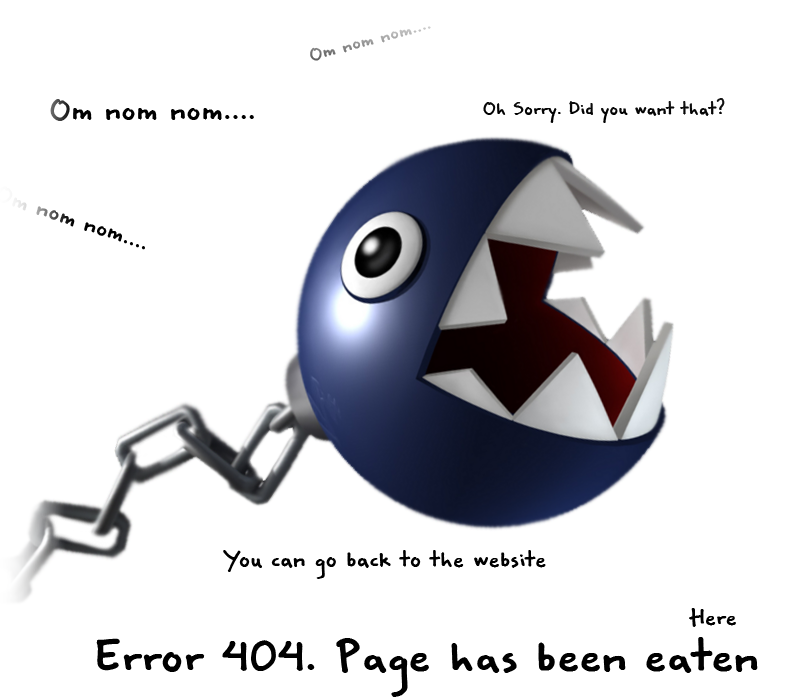 Om nom nom....
Om nom nom....
Oh Sorry. Did you want that?
Om nom nom....
You can go back to the website
Here
Error 404. Page has been eaten